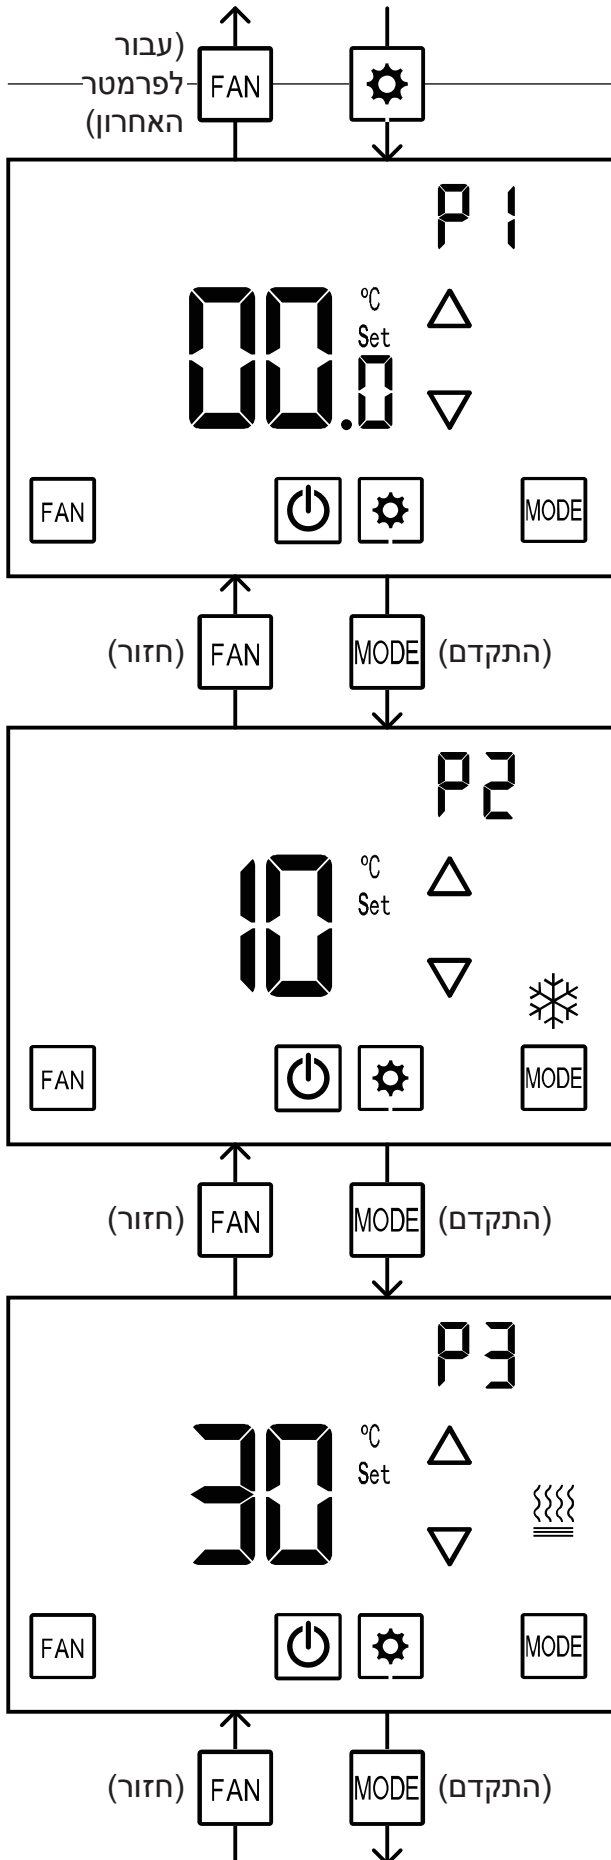 (עבור
לפרמטר
האחרון)
FAN
P1
00.0
°C
Set
FAN
MODE
(חזור)
FAN
MODE
(התקדם)
P2
10
°C
Set
FAN
MODE
(חזור)
FAN
MODE
(התקדם)
P3
30
°C
Set
FAN
MODE
(חזור)
FAN
MODE
(התקדם)